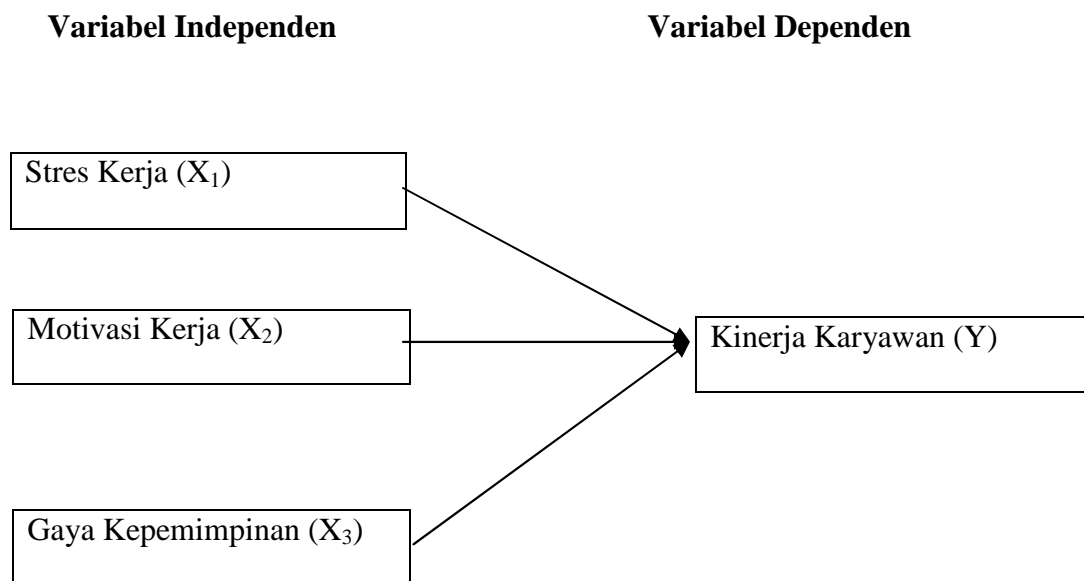 Variabel Independen Variabel Dependen
Stres Kerja (X₁)
Motivasi Kerja (X₂) Kinerja Karyawan (Y)
Gaya Kepemimpinan (X₃)